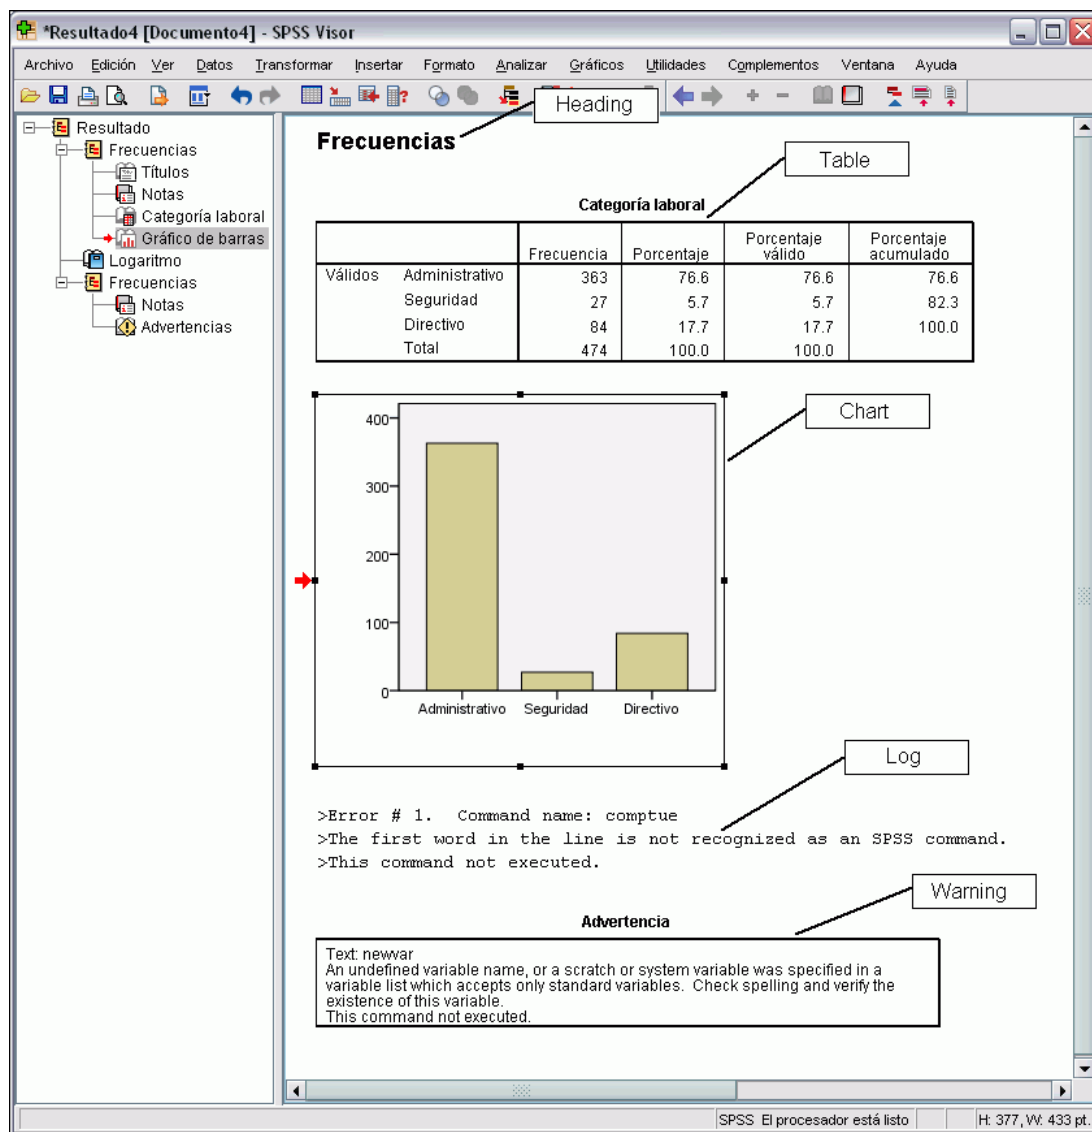 *Resultado4 [Documento4] - SPSS Visor
Archivo Edición Ver Datos Transformar Insertar Formato Analizar Gráficos Utilidades Complementos Ventana Ayuda
Heading
Resultado
Frecuencias
Títulos
Notas
Categoría laboral
Gráfico de barras
Logaritmo
Frecuencias
Notas
Advertencias
Frecuencias
Table
Categoría laboral
Frecuencia Porcentaje Porcentaje válido Porcentaje acumulado
Válidos Administrativo 363 76.6 76.6 76.6
Seguridad 27 5.7 5.7 82.3
Directivo 84 17.7 17.7 100.0
Total 474 100.0 100.0
Chart
400
300
200
100
0
Administrativo Seguridad Directivo
Log
>Error # 1. Command name: comptue
>The first word in the line is not recognized as an SPSS command.
>This command not executed.
Warning
Advertencia
Text: newvar
An undefined variable name, or a scratch or system variable was specified in a
variable list which accepts only standard variables. Check spelling and verify the
existence of this variable.
This command not executed.
SPSS El procesador está listo H: 377, W: 433 pt.